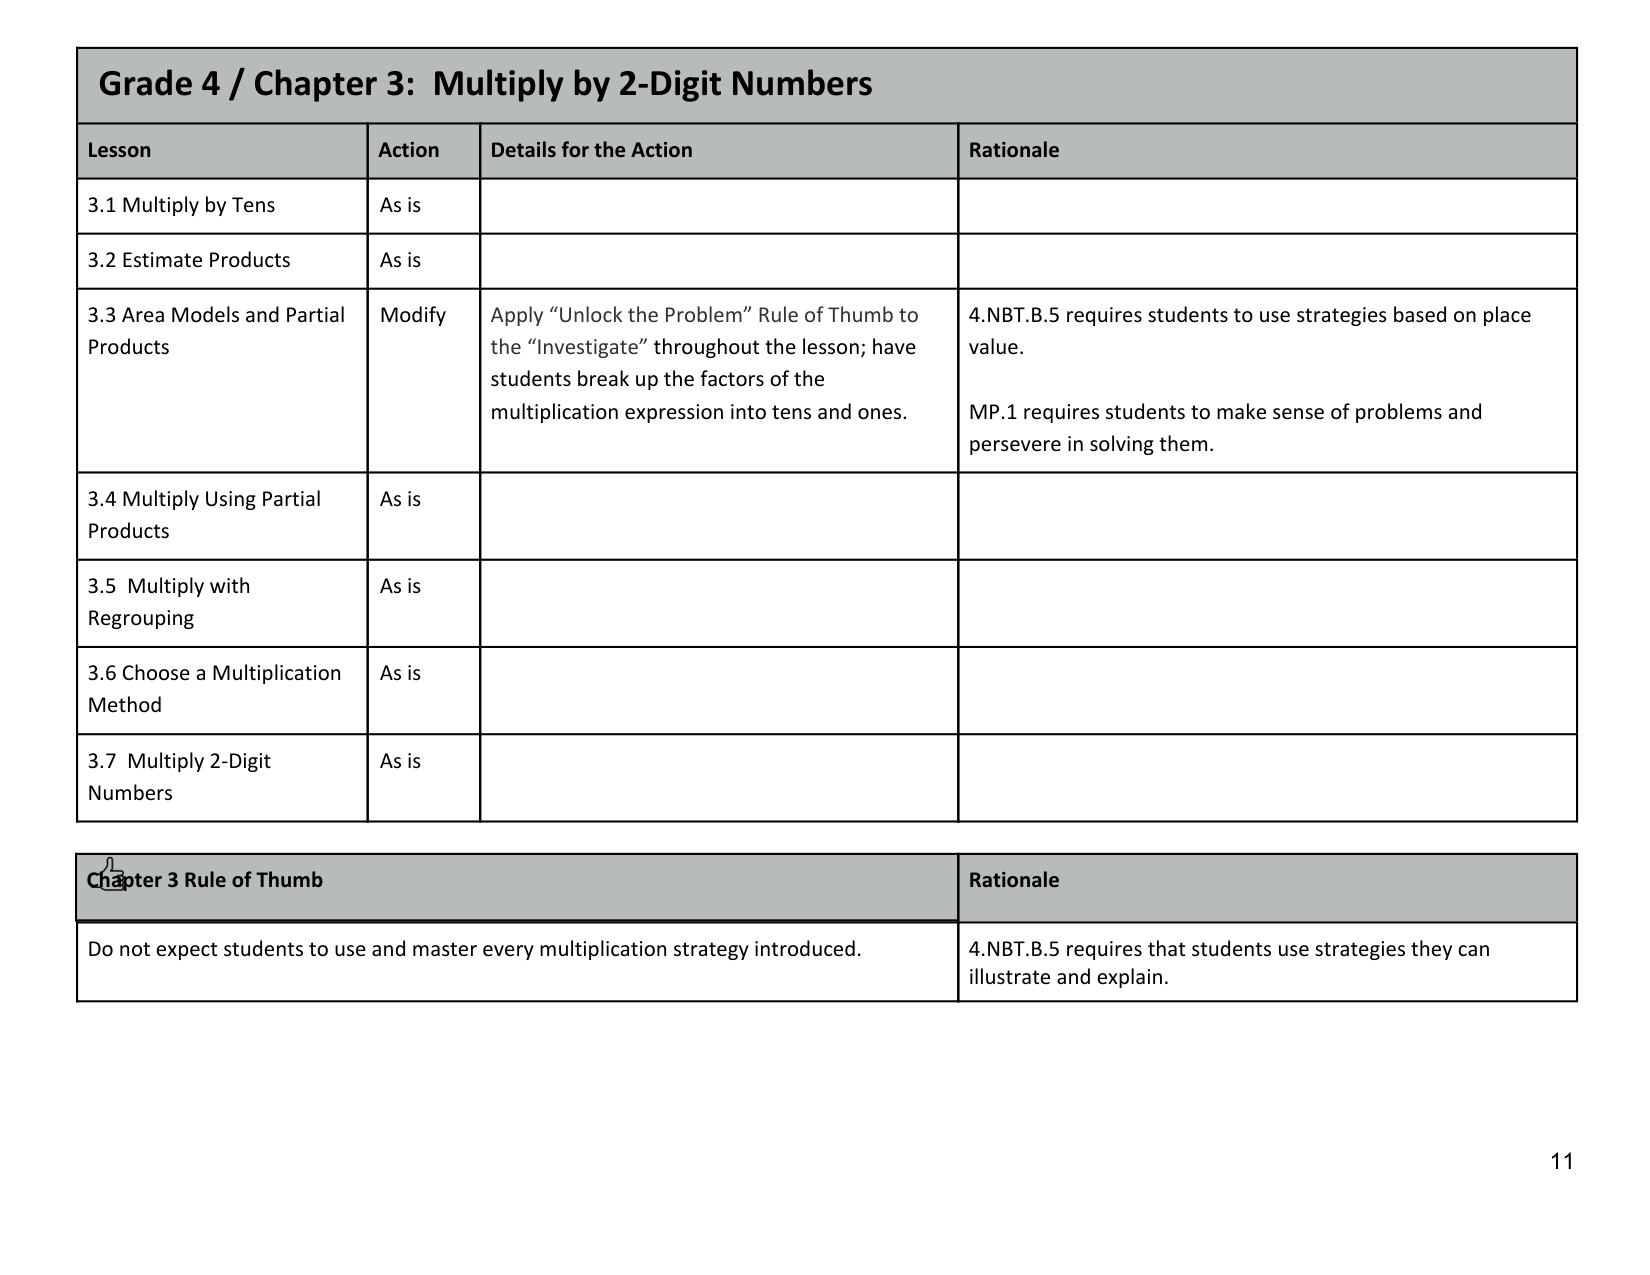 Grade 4 / Chapter 3:  Multiply by 2-Digit Numbers
Lesson
Action
Details for the Action
Rationale
3.1 Multiply by Tens
As is
3.2 Estimate Products
As is
3.3 Area Models and Partial
Products
Modify
Apply “Unlock the Problem” Rule of Thumb to
the “Investigate” throughout the lesson; have
students break up the factors of the
multiplication expression into tens and ones.
4.NBT.B.5 requires students to use strategies based on place
value.
MP.1 requires students to make sense of problems and
persevere in solving them.
3.4 Multiply Using Partial
Products
As is
3.5  Multiply with
Regrouping
As is
3.6 Choose a Multiplication
Method
As is
3.7  Multiply 2-Digit
Numbers
As is
Chapter 3 Rule of Thumb
Rationale
Do not expect students to use and master every multiplication strategy introduced.
4.NBT.B.5 requires that students use strategies they can
illustrate and explain.
11